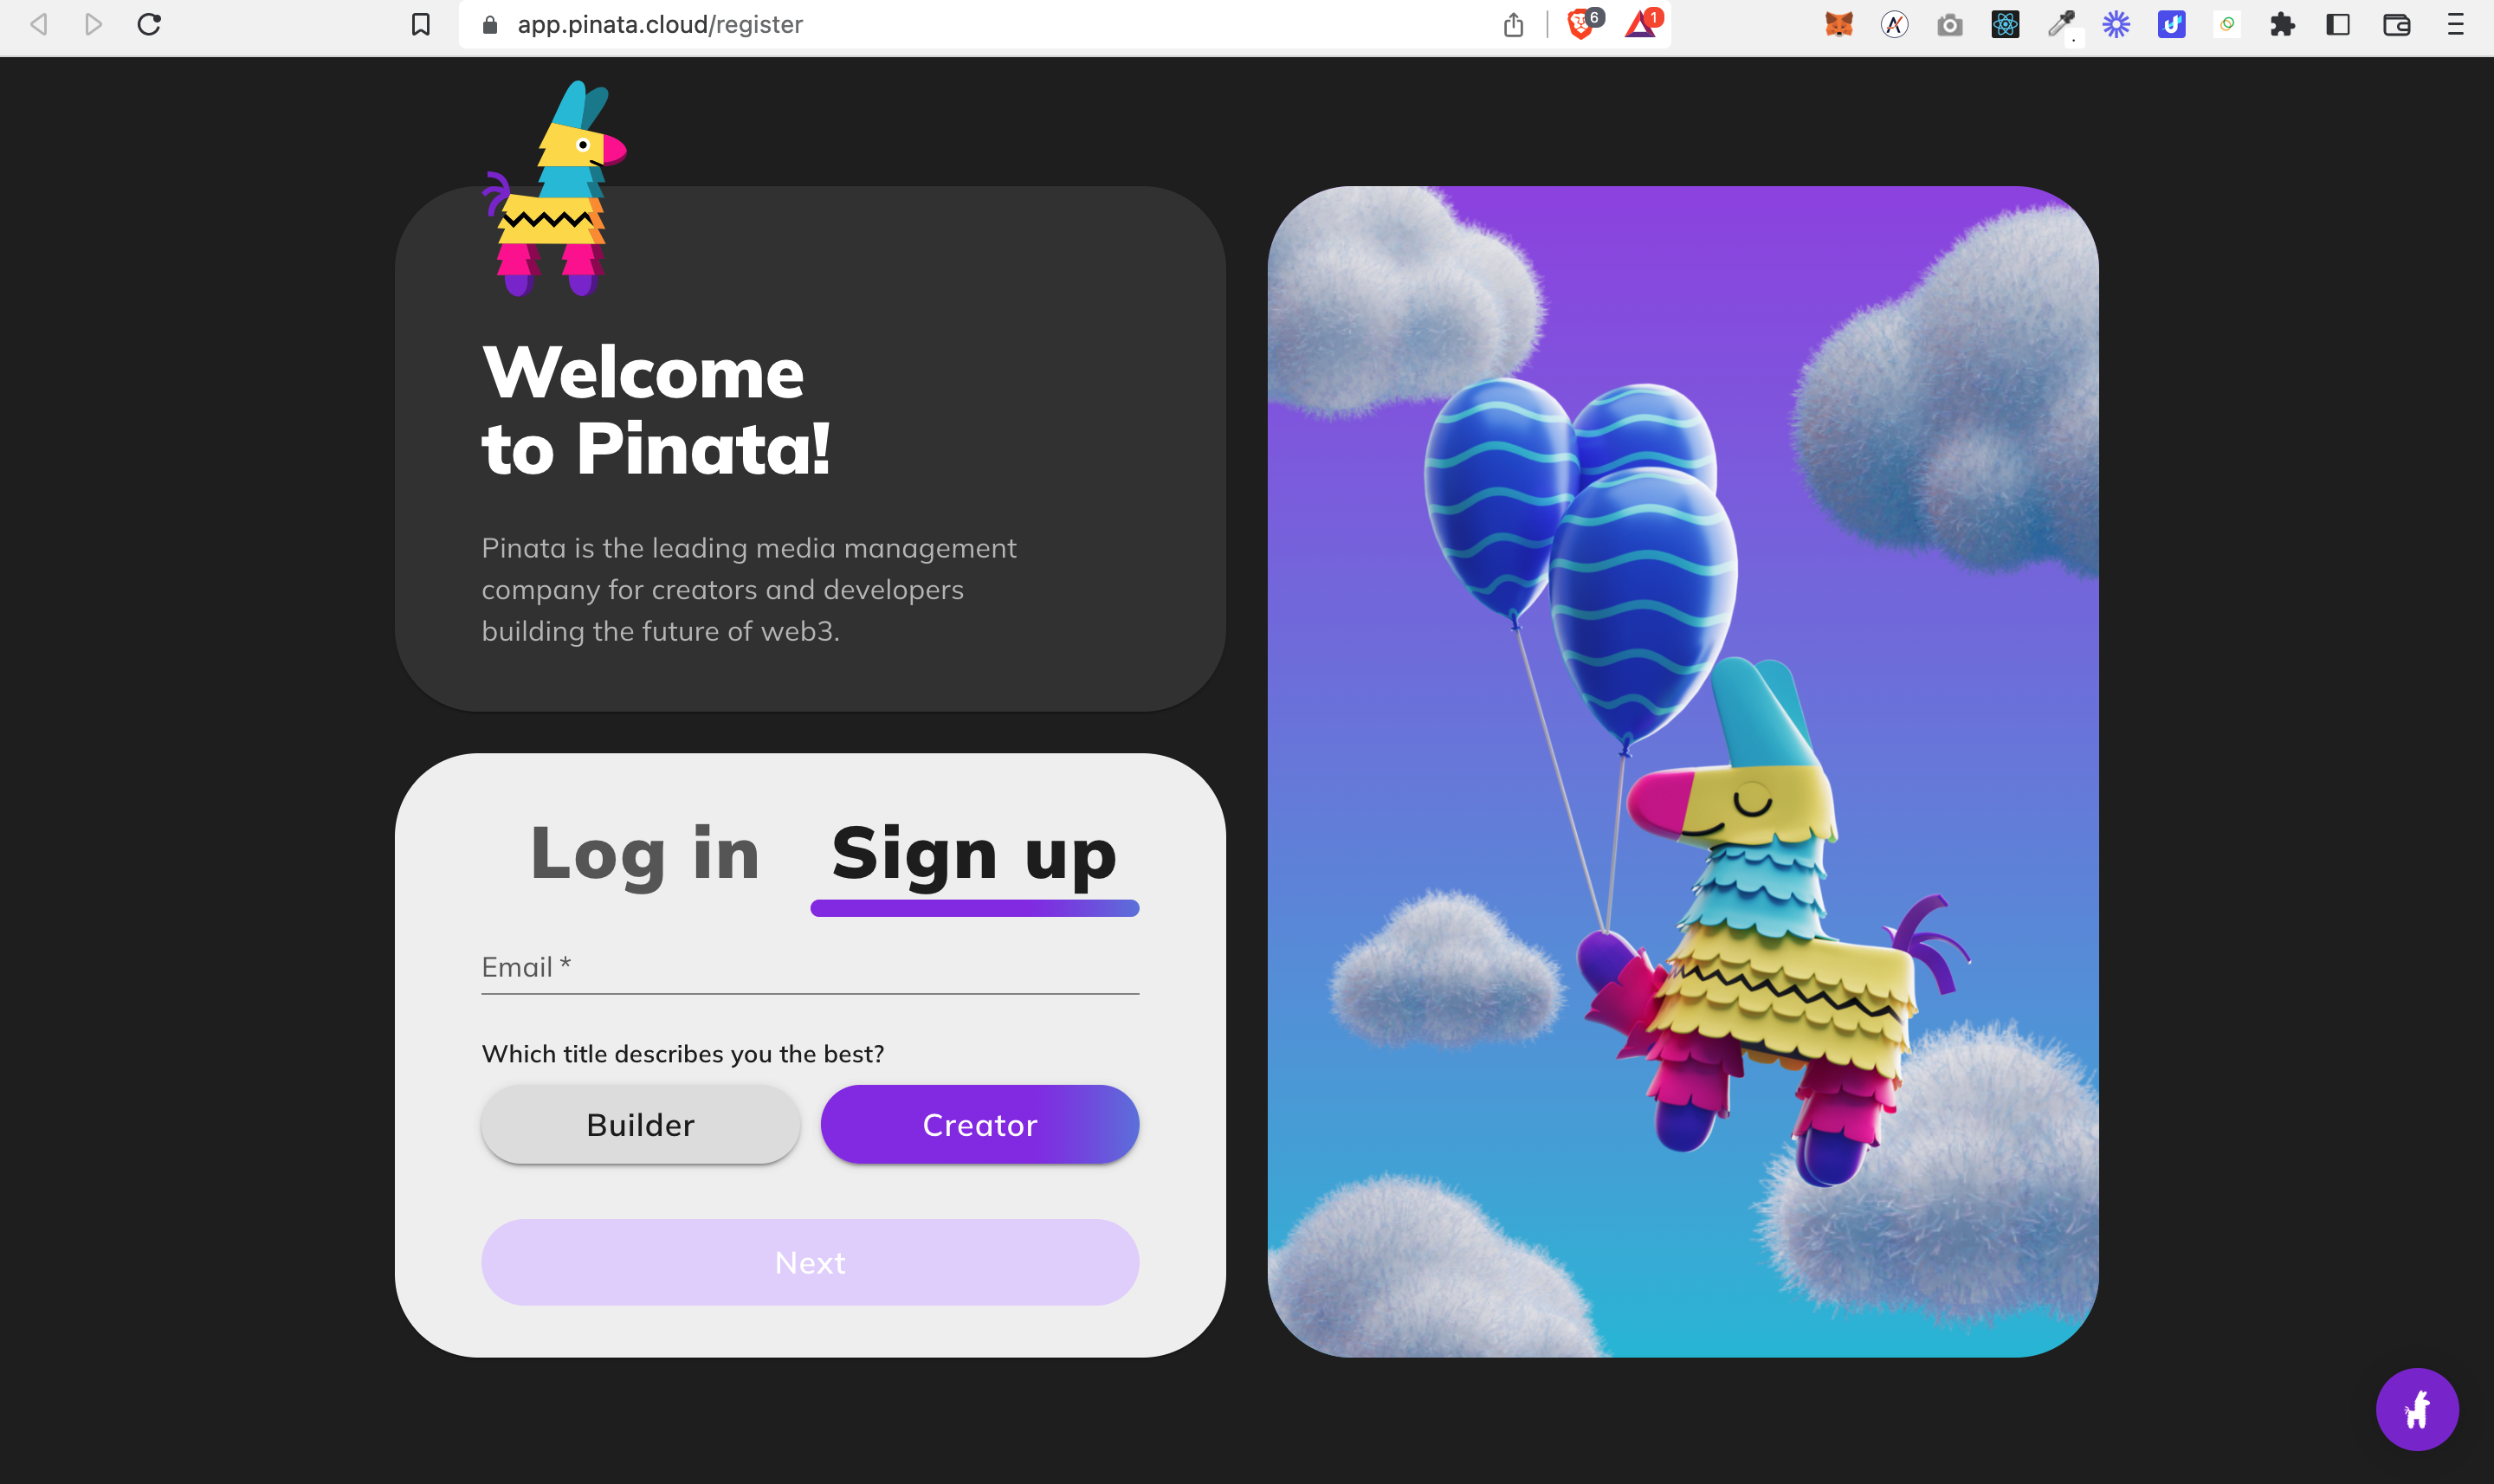 app.pinata.cloud/register
6
1
Welcome
to Pinata!
Pinata is the leading media management
company for creators and developers
building the future of web3.
Log in
Sign up
Email *
Which title describes you the best?
Builder
Creator
Next